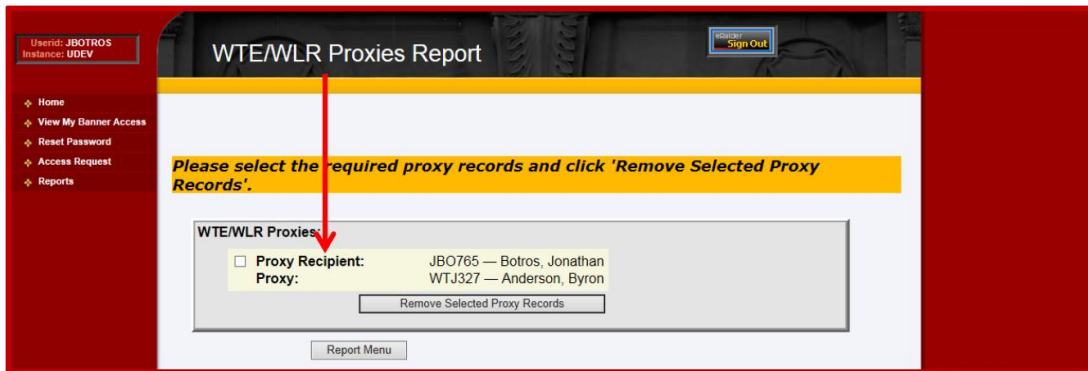 Userid: JBOTROS
Instance: UDEV
WTE/WLR Proxies Report
eRaider
Sign Out
Home
View My Banner Access
Reset Password
Access Request
Reports
Please select the required proxy records and click 'Remove Selected Proxy
Records'.
WTE/WLR Proxies:
Proxy Recipient: JBO765 — Botros, Jonathan
Proxy: WTJ327 — Anderson, Byron
Remove Selected Proxy Records
Report Menu